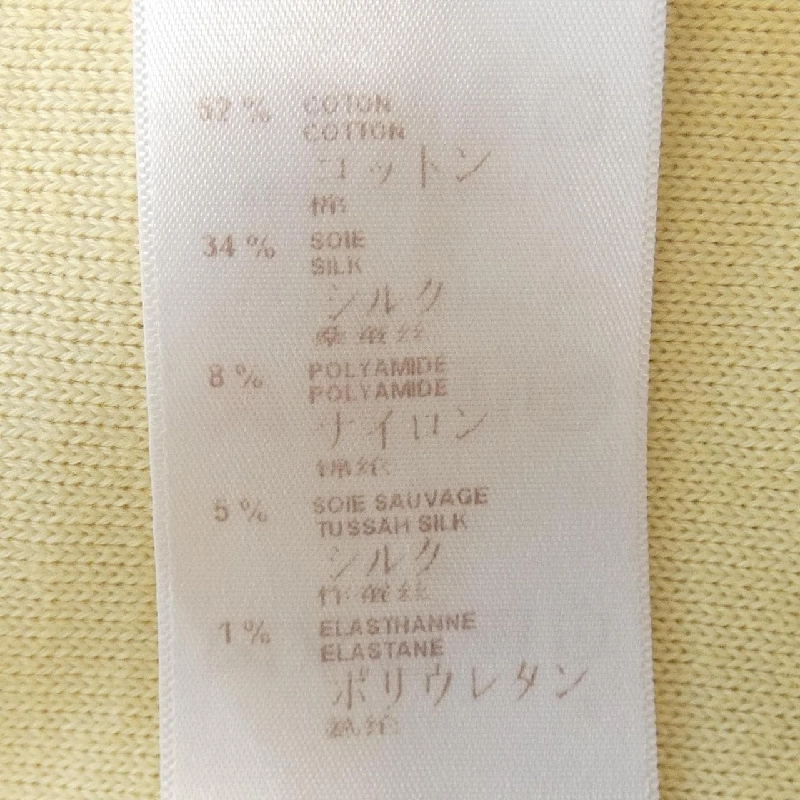 52 % COTON
COTTON
コットン
棉
34 % SOIE
SILK
シルク
桑蚕丝
8 % POLYAMIDE
POLYAMIDE
ナイロン
锦纶
5 % SOIE SAUVAGE
TUSSAH SILK
シルク
柞蚕丝
1 % ELASTHANNE
ELASTANE
ポリウレタン
氨纶